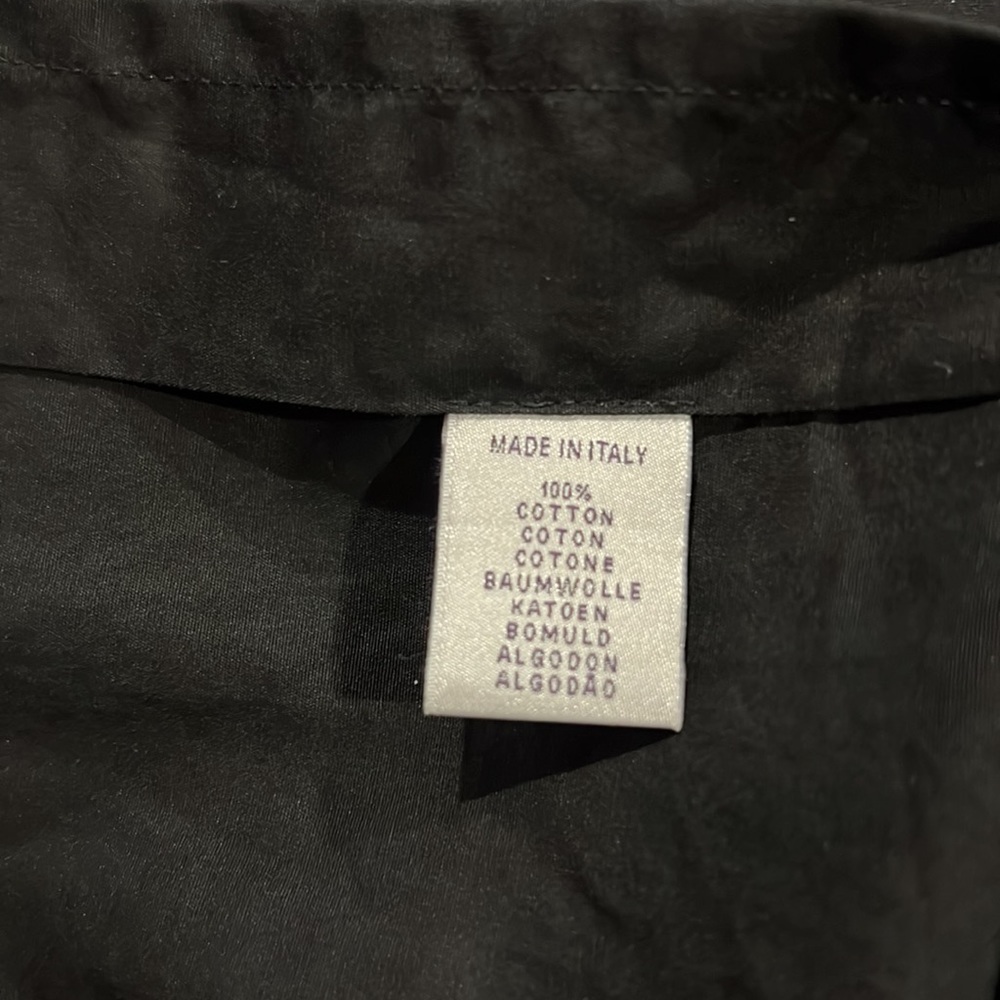 MADE IN ITALY
100%
COTTON
COTON
COTONE
BAUMWOLLE
KATOEN
BOMULD
ALGODON
ALGODÃO